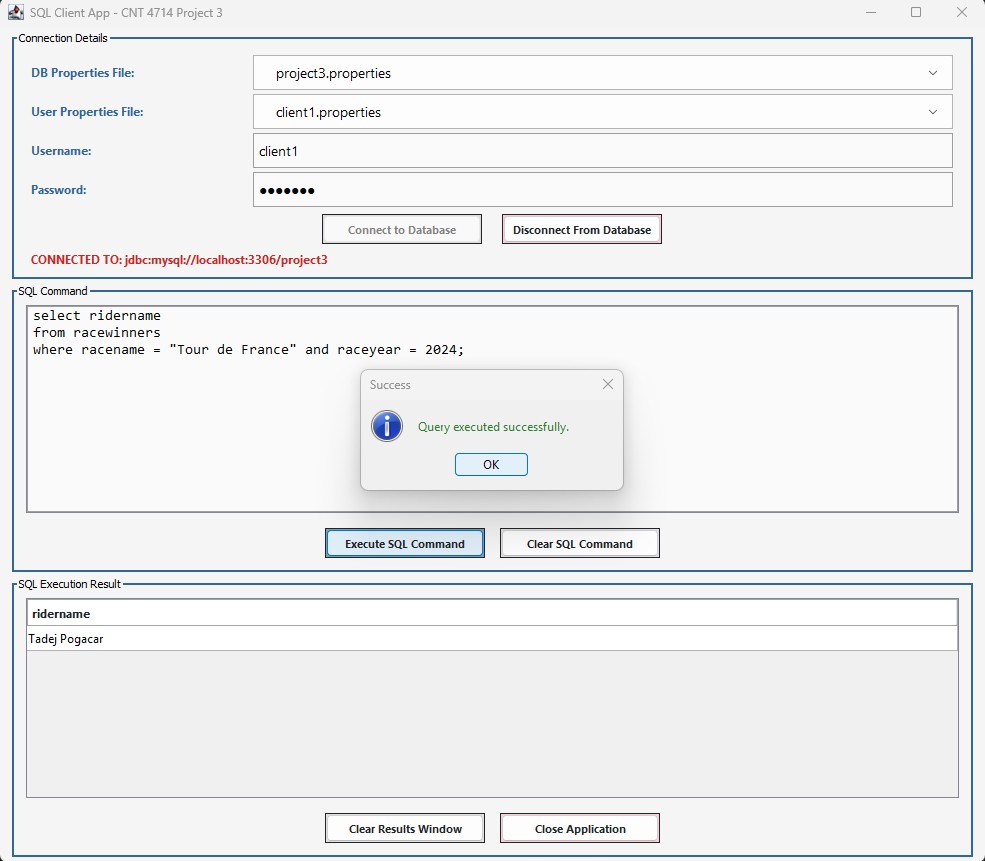 SQL Client App - CNT 4714 Project 3
Connection Details
DB Properties File: project3.properties
User Properties File: client1.properties
Username: client1
Password: •••••••
Connect to Database Disconnect From Database
CONNECTED TO: jdbc:mysql://localhost:3306/project3
SQL Command
select ridername
from racewinners
where racename = "Tour de France" and raceyear = 2024;
Success
Query executed successfully.
OK
Execute SQL Command Clear SQL Command
SQL Execution Result
ridername
Tadej Pogacar
Clear Results Window Close Application